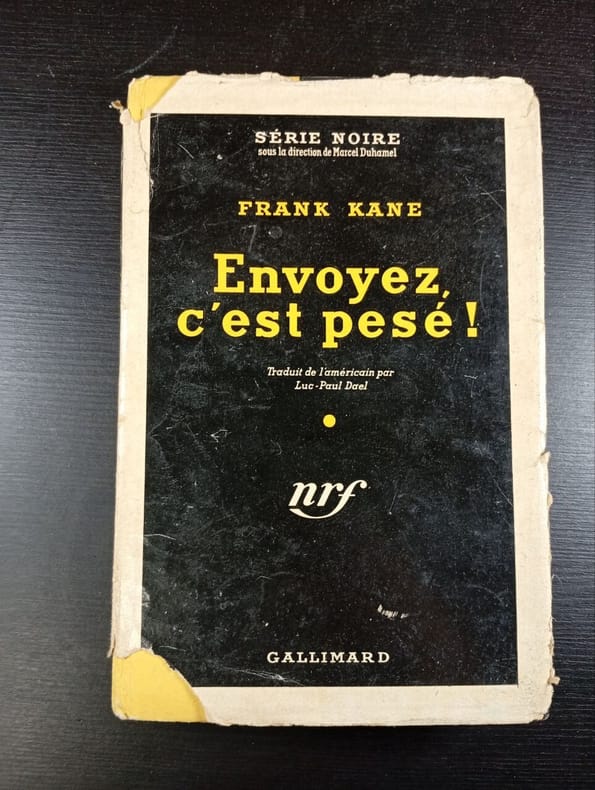 SÉRIE NOIRE
sous la direction de Marcel Duhamel
FRANK KANE
Envoyez,
c'est pesé !
Traduit de l'américain par
Luc-Paul Dael
nrf
GALLIMARD